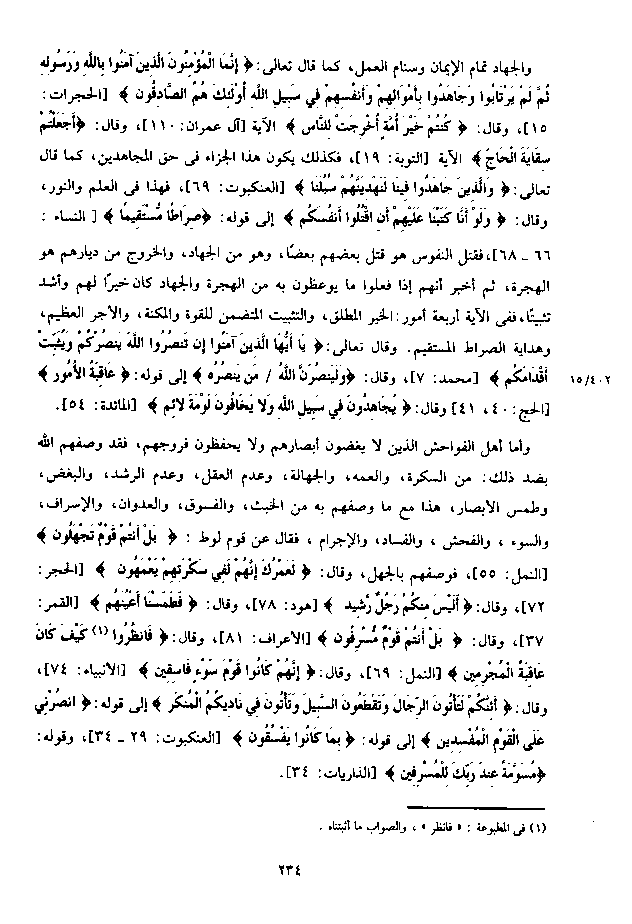 والجهاد تمام الإيمان وسنام العمل، كما قال تعالى:﴿ إِنَّمَا الْمُؤْمِنُونَ الَّذِينَ آمَنُوا بِاللَّهِ وَرَسُولِهِ
ثُمَّ لَمْ يَرْتَابُوا وَجَاهَدُوا بِأَمْوَالِهِمْ وَأَنفُسِهِمْ فِي سَبِيلِ اللَّهِ أُوْلَئِكَ هُمُ الصَّادِقُونَ ﴾ [الحجرات:
١٥]، وقال: ﴿ كُنتُمْ خَيْرَ أُمَّةٍ أُخْرِجَتْ لِلنَّاسِ ﴾ الآية [آل عمران: ١١٠]، وقال: ﴿أَجَعَلْتُمْ
سِقَايَةَ الْحَاجِّ ﴾ الآية [التوبة: ١٩]، فكذلك يكون هذا الجزاء فى حق المجاهدين، كما قال
تعالى:﴿ وَالَّذِينَ جَاهَدُوا فِينَا لَنَهْدِيَنَّهُمْ سُبُلَنَا ﴾ [العنكبوت: ٦٩]، فهذا فى العلم والنور،
وقال: ﴿ وَلَوْ أَنَّا كَتَبْنَا عَلَيْهِمْ أَنِ اقْتُلُوا أَنفُسَكُمْ ﴾ إلى قوله: ﴿صِرَاطًا مُّسْتَقِيمًا ﴾ [ النساء :
٦٦ ـ ٦٨]،فقتل النفوس هو قتل بعضهم بعضًا، وهو من الجهاد، والخروج من ديارهم هو
الهجرة، ثم أخبر أنهم إذا فعلوا ما يوعظون به من الهجرة والجهاد كان خيرًا لهم وأشد
تثبيتًا،ففى الآية أربعة أمور:الخير المطلق، والتثبيت المتضمن للقوة والمكنة، والأجر العظيم،
وهداية الصراط المستقيم. وقال تعالى:﴿ يَا أَيُّهَا الَّذِينَ آمَنُوا إِن تَنصُرُوا اللَّهَ يَنصُرْكُمْ وَيُثَبِّتْ
أَقْدَامَكُمْ ﴾ [محمد: ٧]، وقال: ﴿وَلَيَنصُرَنَّ اللَّهُ / مَن يَنصُرُهُ ﴾ إلى قوله:﴿ عَاقِبَةُ الأُمُورِ ﴾ ١٥/٤٠٢
[الحج: ٤٠، ٤١] وقال:﴿ يُجَاهِدُونَ فِي سَبِيلِ اللَّهِ وَلا يَخَافُونَ لَوْمَةَ لائِمٍ ﴾ [المائدة: ٥٤].
وأما أهل الفواحش الذين لا يغضون أبصارهم ولا يحفظون فروجهم، فقد وصفهم الله
بضد ذلك: من السكرة، والعمه، والجهالة، وعدم العقل، وعدم الرشد، والبغض،
وطمس الأبصار، هذا مع ما وصفهم به من الخبث، والفسوق، والعدوان، والإسراف،
والسوء ، والفحش ، والفساد، والإجرام ، فقال عن قوم لوط : ﴿ بَلْ أَنتُمْ قَوْمٌ تَجْهَلُونَ ﴾
[النمل: ٥٥]، فوصفهم بالجهل، وقال: ﴿ لَعَمْرُكَ إِنَّهُمْ لَفِي سَكْرَتِهِمْ يَعْمَهُونَ ﴾ [الحجر:
٧٢]، وقال:﴿ أَلَيْسَ مِنكُمْ رَجُلٌ رَّشِيدٌ ﴾ [هود: ٧٨]، وقال: ﴿ فَطَمَسْنَا أَعْيُنَهُمْ ﴾ [القمر:
٣٧]، وقال: ﴿ بَلْ أَنتُمْ قَوْمٌ مُّسْرِفُونَ ﴾ [الأعراف: ٨١]، وقال:﴿ فَانظُرُوا (١) كَيْفَ كَانَ
عَاقِبَةُ الْمُجْرِمِينَ ﴾ [النمل: ٦٩]، وقال:﴿ إِنَّهُمْ كَانُوا قَوْمَ سَوْءٍ فَاسِقِينَ ﴾ [الأنبياء: ٧٤]،
وقال:﴿ أَئِنَّكُمْ لَتَأْتُونَ الرِّجَالَ وَتَقْطَعُونَ السَّبِيلَ وَتَأْتُونَ فِي نَادِيكُمُ الْمُنكَرَ ﴾ إلى قوله:﴿ انصُرْنِي
عَلَى الْقَوْمِ الْمُفْسِدِينَ ﴾ إلى قوله: ﴿ بِمَا كَانُوا يَفْسُقُونَ ﴾ [العنكبوت: ٢٩ ـ ٣٤]، وقوله:
﴿مُسَوَّمَةً عِندَ رَبِّكَ لِلْمُسْرِفِينَ ﴾ [الذاريات: ٣٤].
(١) فى المطبوعة : « فانظر » ، والصواب ما أثبتناه .
٢٣٤